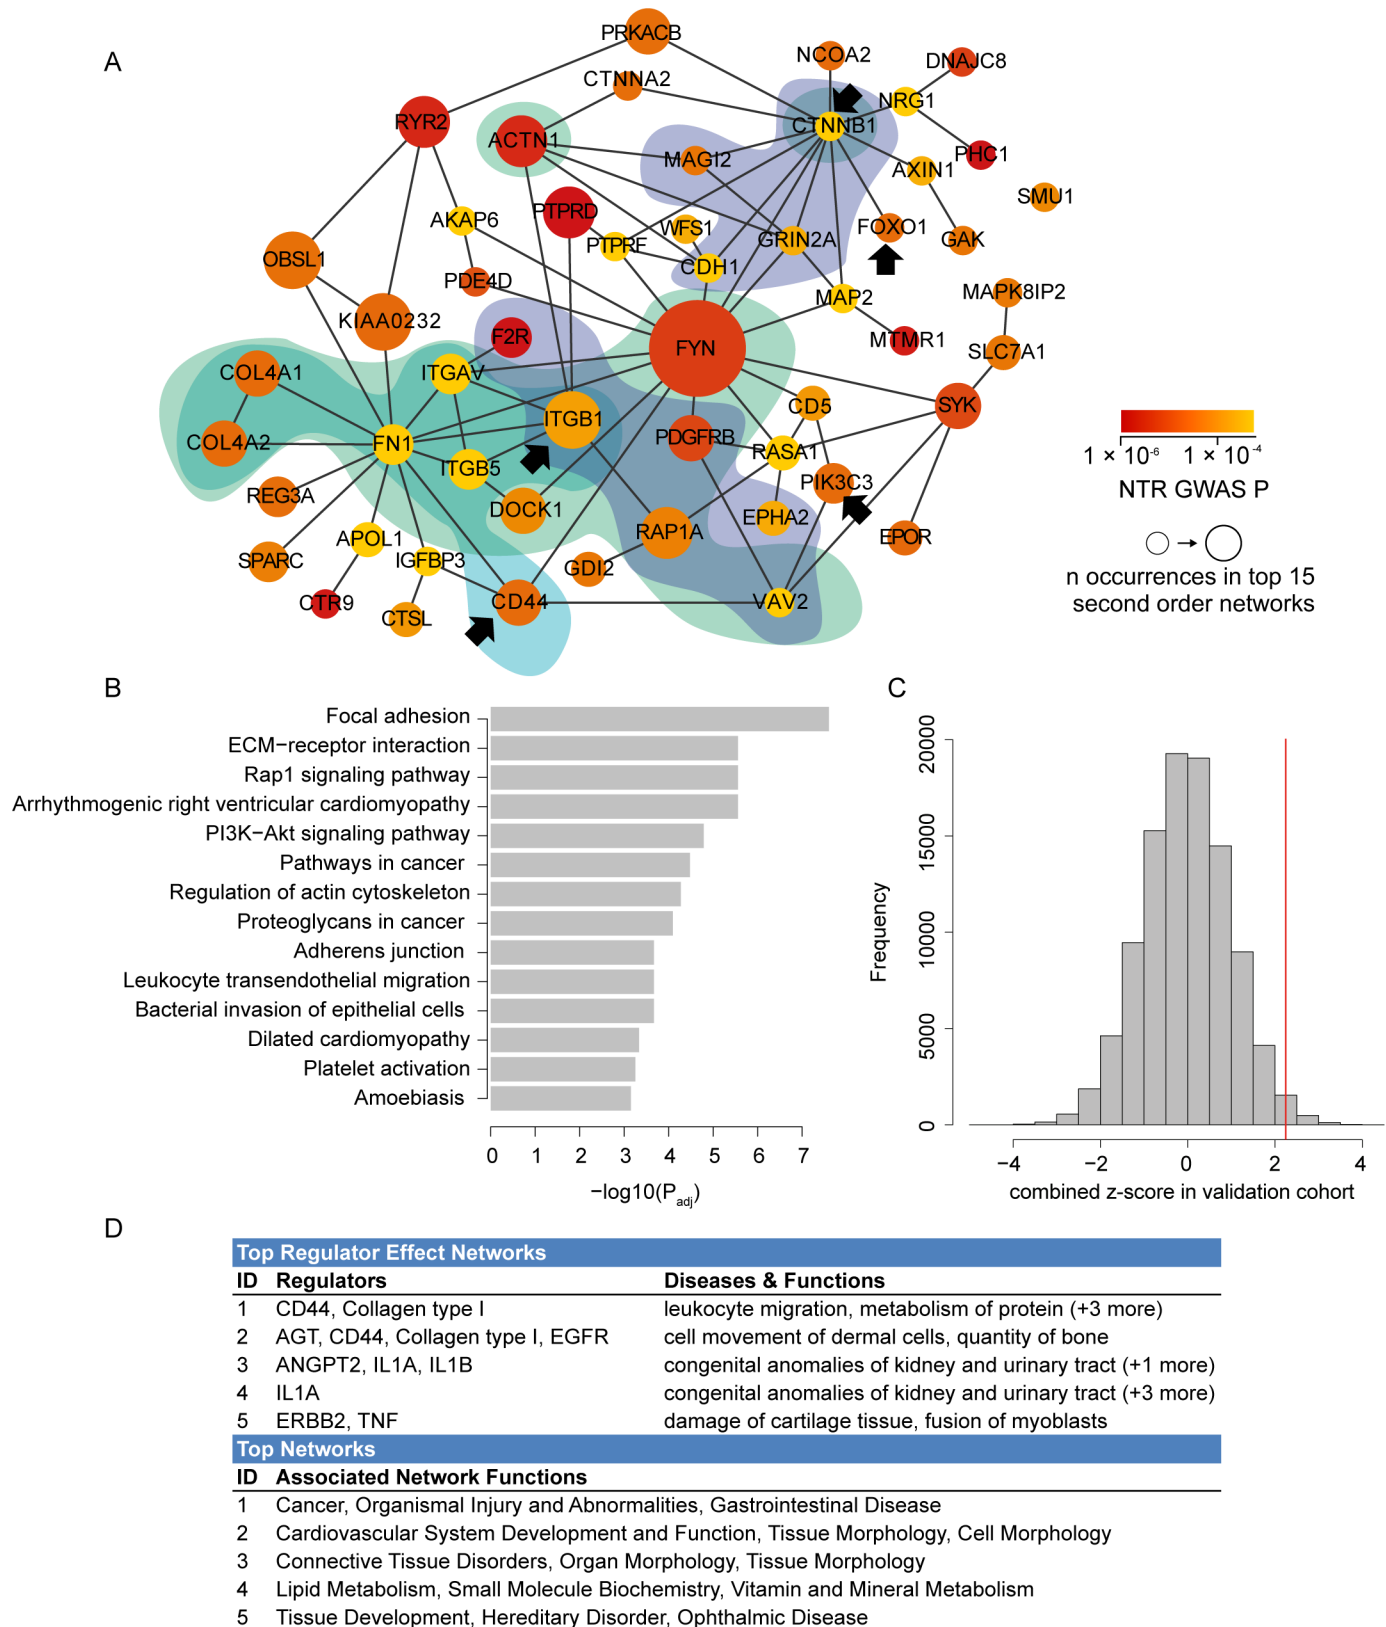 A
PRKACB
NCOA2
DNAJC8
CTNNA2
NRG1
RYR2
CTNNB1
ACTN1
PHC1
MAGI2
AXIN1
SMU1
PTPRD
AKAP6
WFS1
FOXO1
PTPRF
GRIN2A
GAK
OBSL1
CDH1
PDE4D
MAP2
MAPK8IP2
KIAA0232
F2R
FYN
MTMR1
SLC7A1
COL4A1
ITGAV
CD5
SYK
ITGB1
COL4A2
FN1
PDGFRB
RASA1
ITGB5
PIK3C3
REG3A
DOCK1
EPHA2
RAP1A
APOL1
EPOR
SPARC
IGFBP3
GDI2
CTR9
CD44
VAV2
CTSL
1 × 10-6 1 × 10-4
NTR GWAS P
n occurrences in top 15
second order networks
B
Focal adhesion
ECM−receptor interaction
Rap1 signaling pathway
Arrhythmogenic right ventricular cardiomyopathy
PI3K−Akt signaling pathway
Pathways in cancer
Regulation of actin cytoskeleton
Proteoglycans in cancer
Adherens junction
Leukocyte transendothelial migration
Bacterial invasion of epithelial cells
Dilated cardiomyopathy
Platelet activation
Amoebiasis
0 1 2 3 4 5 6 7
−log10(Padj)
C
20000
15000
10000
5000
0
Frequency
−4 −2 0 2 4
combined z-score in validation cohort
D
Top Regulator Effect Networks
ID Regulators Diseases & Functions
1 CD44, Collagen type I leukocyte migration, metabolism of protein (+3 more)
2 AGT, CD44, Collagen type I, EGFR cell movement of dermal cells, quantity of bone
3 ANGPT2, IL1A, IL1B congenital anomalies of kidney and urinary tract (+1 more)
4 IL1A congenital anomalies of kidney and urinary tract (+3 more)
5 ERBB2, TNF damage of cartilage tissue, fusion of myoblasts
Top Networks
ID Associated Network Functions
1 Cancer, Organismal Injury and Abnormalities, Gastrointestinal Disease
2 Cardiovascular System Development and Function, Tissue Morphology, Cell Morphology
3 Connective Tissue Disorders, Organ Morphology, Tissue Morphology
4 Lipid Metabolism, Small Molecule Biochemistry, Vitamin and Mineral Metabolism
5 Tissue Development, Hereditary Disorder, Ophthalmic Disease